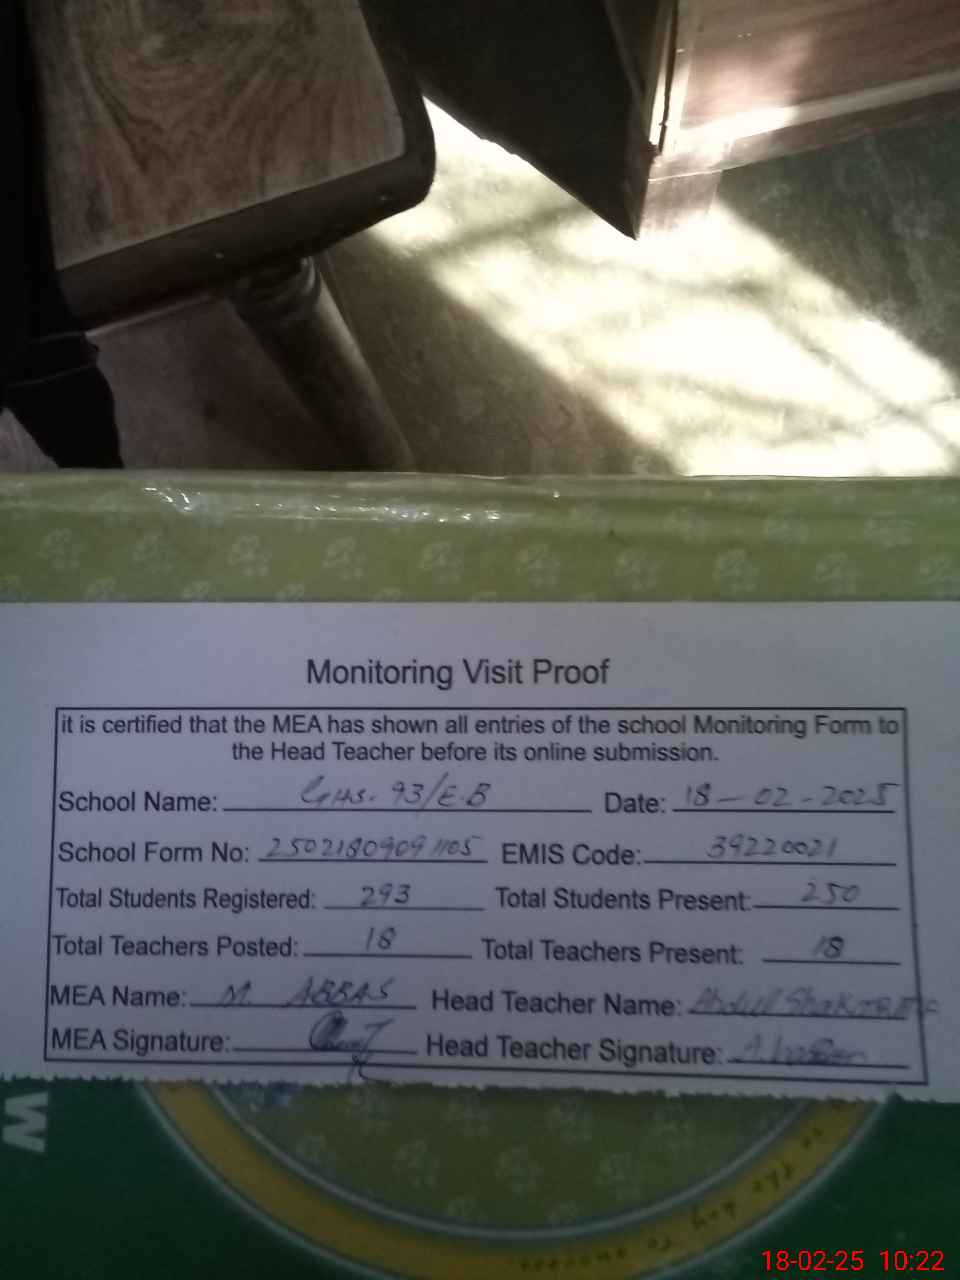 Monitoring Visit Proof
it is certified that the MEA has shown all entries of the school Monitoring Form to
the Head Teacher before its online submission.
School Name: GHS. 93/E.B Date: 18-02-2025
School Form No: 25021809091105 EMIS Code: 39220021
Total Students Registered: 293 Total Students Present: 250
Total Teachers Posted: 18 Total Teachers Present: 18
MEA Name: M. ABBAS Head Teacher Name: Abdul
MEA Signature: Head Teacher Signature:
W
18-02-25 10:22